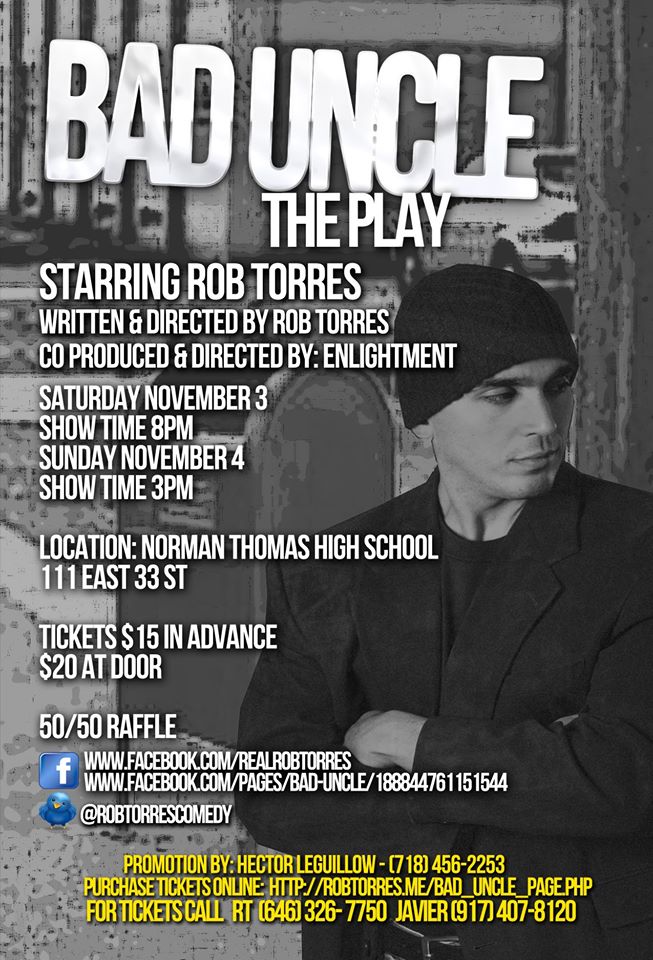 BAD UNCLE
THE PLAY
STARRING ROB TORRES
WRITTEN & DIRECTED BY ROB TORRES
CO PRODUCED & DIRECTED BY: ENLIGHTMENT
SATURDAY NOVEMBER 3
SHOW TIME 8PM
SUNDAY NOVEMBER 4
SHOW TIME 3PM
LOCATION: NORMAN THOMAS HIGH SCHOOL
111 EAST 33 ST
TICKETS $15 IN ADVANCE
$20 AT DOOR
50/50 RAFFLE
f WWW.FACEBOOK.COM/REALROBTORRES
WWW.FACEBOOK.COM/PAGES/BAD-UNCLE/188844761151544
@ROBTORRESCOMEDY
PROMOTION BY: HECTOR LEGUILLOW - (718) 456-2253
PURCHASE TICKETS ONLINE: HTTP://ROBTORRES.ME/BAD_UNCLE_PAGE.PHP
FOR TICKETS CALL RT (646) 326- 7750 JAVIER (917) 407-8120